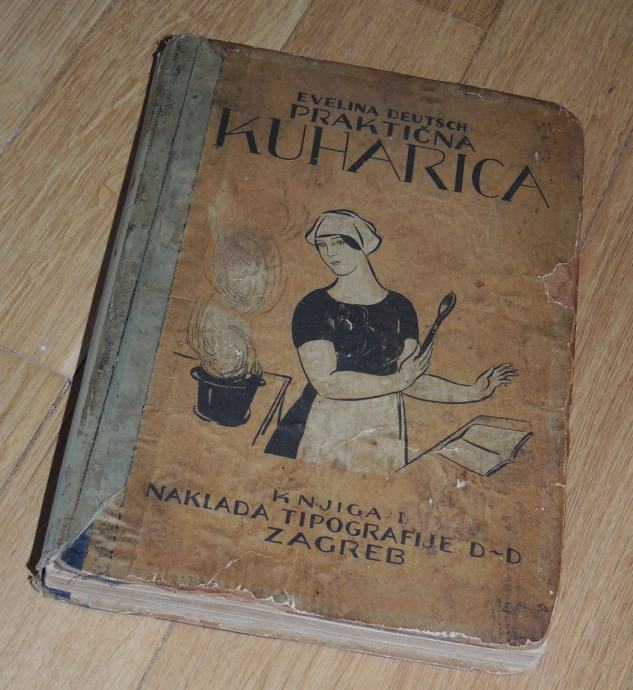 EVELINA DEUTSCH
PRAKTIČNA
KUHARICA
KNJIGA I.
NAKLADA TIPOGRAFIJE D~D
ZAGREB